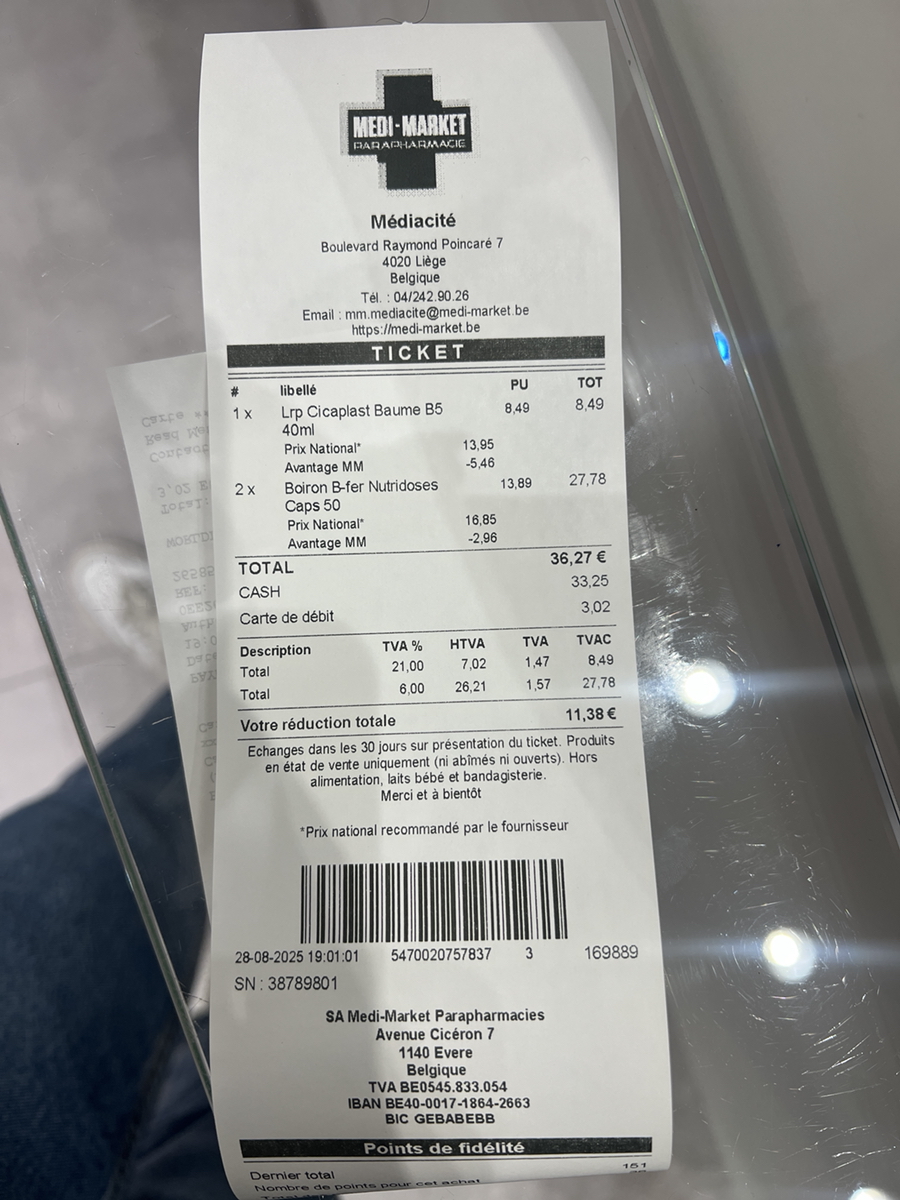 MEDI-MARKET
PARAPHARMACIE
Médiacité
Boulevard Raymond Poincaré 7
4020 Liège
Belgique
Tél. : 04/242.90.26
Email : mm.mediacite@medi-market.be
https://medi-market.be
TICKET
# libellé PU TOT
1 x Lrp Cicaplast Baume B5 8,49 8,49
40ml
Prix National* 13,95
Avantage MM -5,46
2 x Boiron B-fer Nutridoses 13,89 27,78
Caps 50
Prix National* 16,85
Avantage MM -2,96
TOTAL 36,27 €
CASH 33,25
Carte de débit 3,02
Description TVA % HTVA TVA TVAC
Total 21,00 7,02 1,47 8,49
Total 6,00 26,21 1,57 27,78
Votre réduction totale 11,38 €
Echanges dans les 30 jours sur présentation du ticket. Produits
en état de vente uniquement (ni abîmés ni ouverts). Hors
alimentation, laits bébé et bandagisterie.
Merci et à bientôt
*Prix national recommandé par le fournisseur
28-08-2025 19:01:01 5470020757837 3 169889
SN : 38789801
SA Medi-Market Parapharmacies
Avenue Cicéron 7
1140 Evere
Belgique
TVA BE0545.833.054
IBAN BE40-0017-1864-2663
BIC GEBABEBB
Points de fidélité
Dernier total 151
Nombre de points pour cet achat